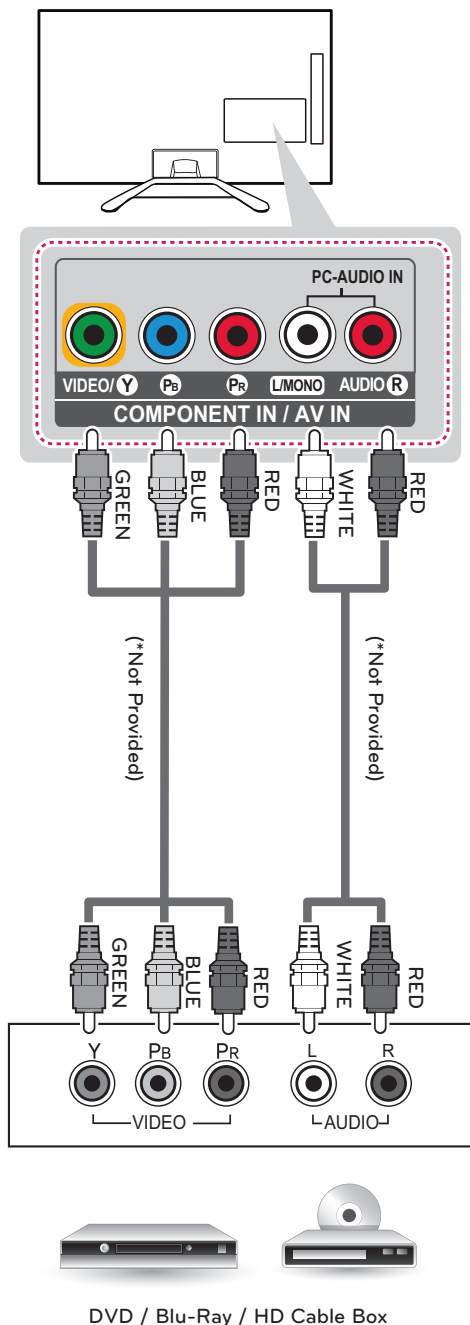 PC-AUDIO IN
VIDEO/ Y PB PR L/MONO AUDIO R
COMPONENT IN / AV IN
GREEN BLUE RED WHITE RED
(*Not Provided) (*Not Provided)
GREEN BLUE RED WHITE RED
Y PB PR L R
VIDEO AUDIO
DVD / Blu-Ray / HD Cable Box